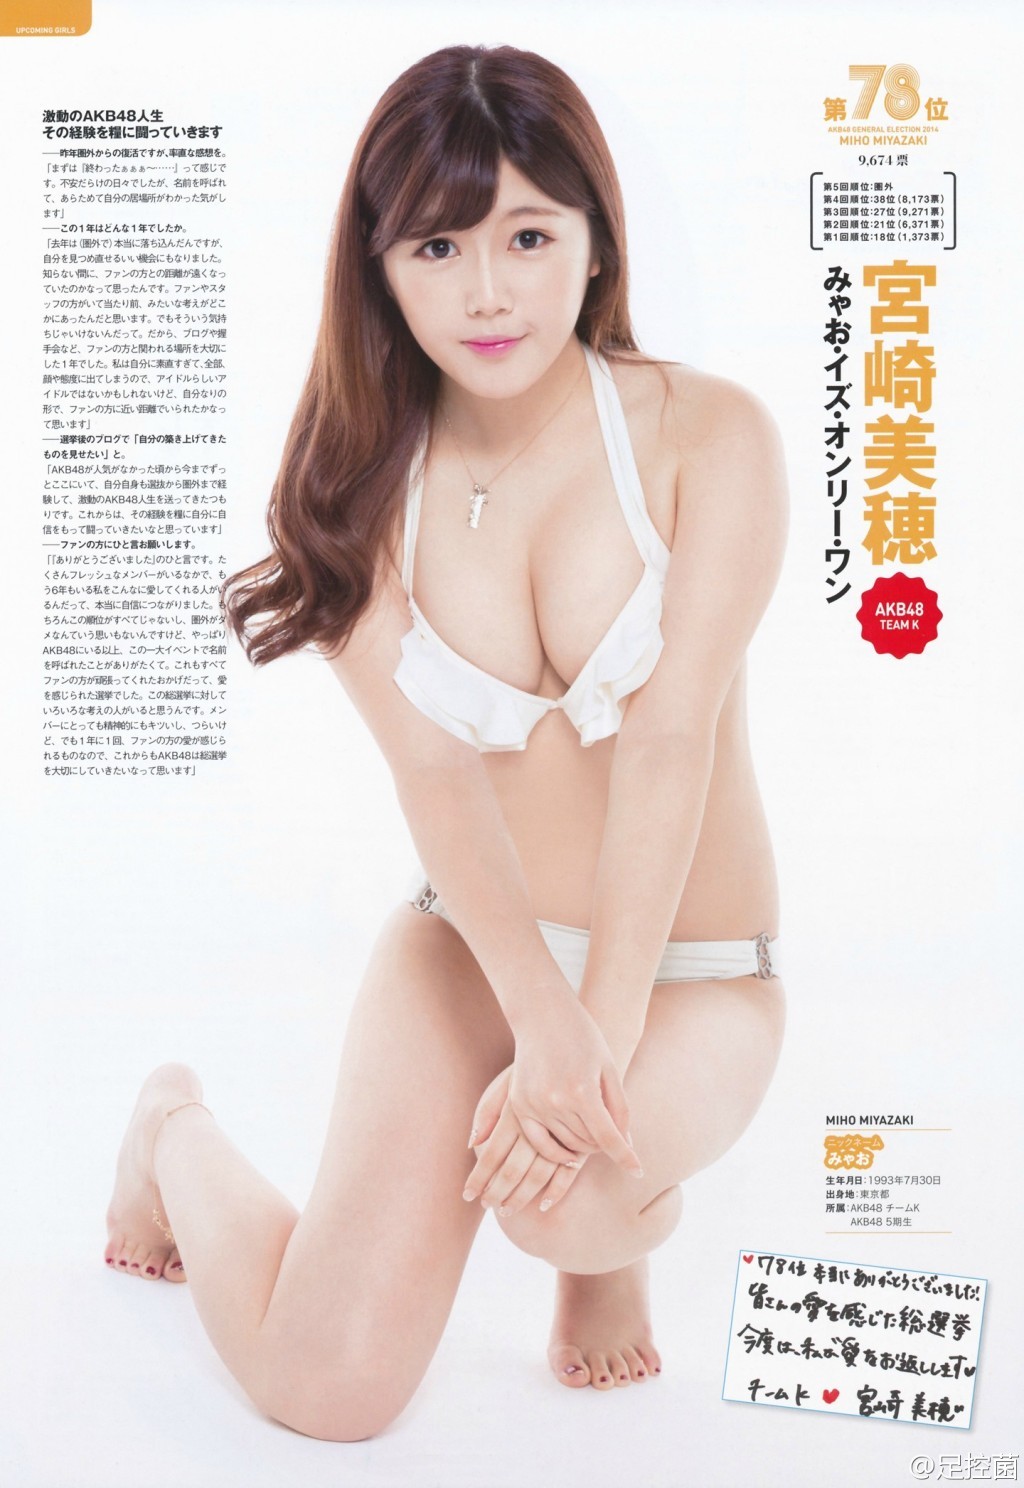 UPCOMING GIRLS
激動のAKB48人生
その経験を糧に闘っていきます
──昨年圏外からの復活ですが、率直な感想を。
「まずは『終わったぁぁぁ〜……』って感じで
す。不安だらけの日々でしたが、名前を呼ばれ
て、あらためて自分の居場所がわかった気がし
ます」
──この1年はどんな1年でしたか。
「去年は(圏外で)本当に落ち込んだんですが、
自分を見つめ直せるいい機会にもなりました。
知らない間に、ファンの方との距離が遠くなっ
ていたのかなって思ったんです。ファンやスタ
ッフの方がいて当たり前、みたいな考えがどこ
かにあったんだと思います。でもそういう気持
ちじゃいけないんだって。だから、ブログや握
手会など、ファンの方と関われる場所を大切に
した1年でした。私は自分に素直すぎて、全部、
顔や態度に出てしまうので、アイドルらしいア
イドルではないかもしれないけど、自分なりの
形で、ファンの方に近い距離でいられたかなっ
て思います」
──選挙後のブログで「自分の築き上げてきた
ものを見せたい」と。
「AKB48が人気がなかった頃から今までずっ
とここにいて、自分自身も選抜から圏外まで経
験して、激動のAKB48人生を送ってきたつも
りです。これからは、その経験を糧に自分に自
信をもって闘っていきたいなと思っています」
──ファンの方にひと言お願いします。
「『ありがとうございました』のひと言です。た
くさんフレッシュなメンバーがいるなかで、も
う6年もいる私をこんなに愛してくれる人がい
るんだって、本当に自信につながりました。も
ちろんこの順位がすべてじゃないし、圏外がダ
メなんていう思いもないんですけど、やっぱり
AKB48にいる以上、この一大イベントで名前
を呼ばれたことがありがたくて。これもすべて
ファンの方が頑張ってくれたおかげだって、愛
を感じられた選挙でした。この総選挙に対して
いろいろな考えの人がいると思うんです。メン
バーにとっても精神的にもキツいし、つらいけ
ど、でも1年に1回、ファンの方の愛が感じら
れるものなので、これからもAKB48は総選挙
を大切にしていきたいなって思います」
第78位
AKB48 GENERAL ELECTION 2014
MIHO MIYAZAKI
9,674票
第5回順位:圏外
第4回順位:38位(8,173票)
第3回順位:27位(9,271票)
第2回順位:21位(6,371票)
第1回順位:18位(1,373票)
宮崎美穂
みゃお・イズ・オンリー・ワン
AKB48
TEAM K
MIHO MIYAZAKI
ニックネーム
みゃお
生年月日:1993年7月30日
出身地:東京都
所属:AKB48 チームK
AKB48 5期生
♥78位 本当にありがとうございました!
皆さんの愛を感じた総選挙
今度は、私が愛をお返しします♥
チームK ♥ 宮崎美穂
@足控菌